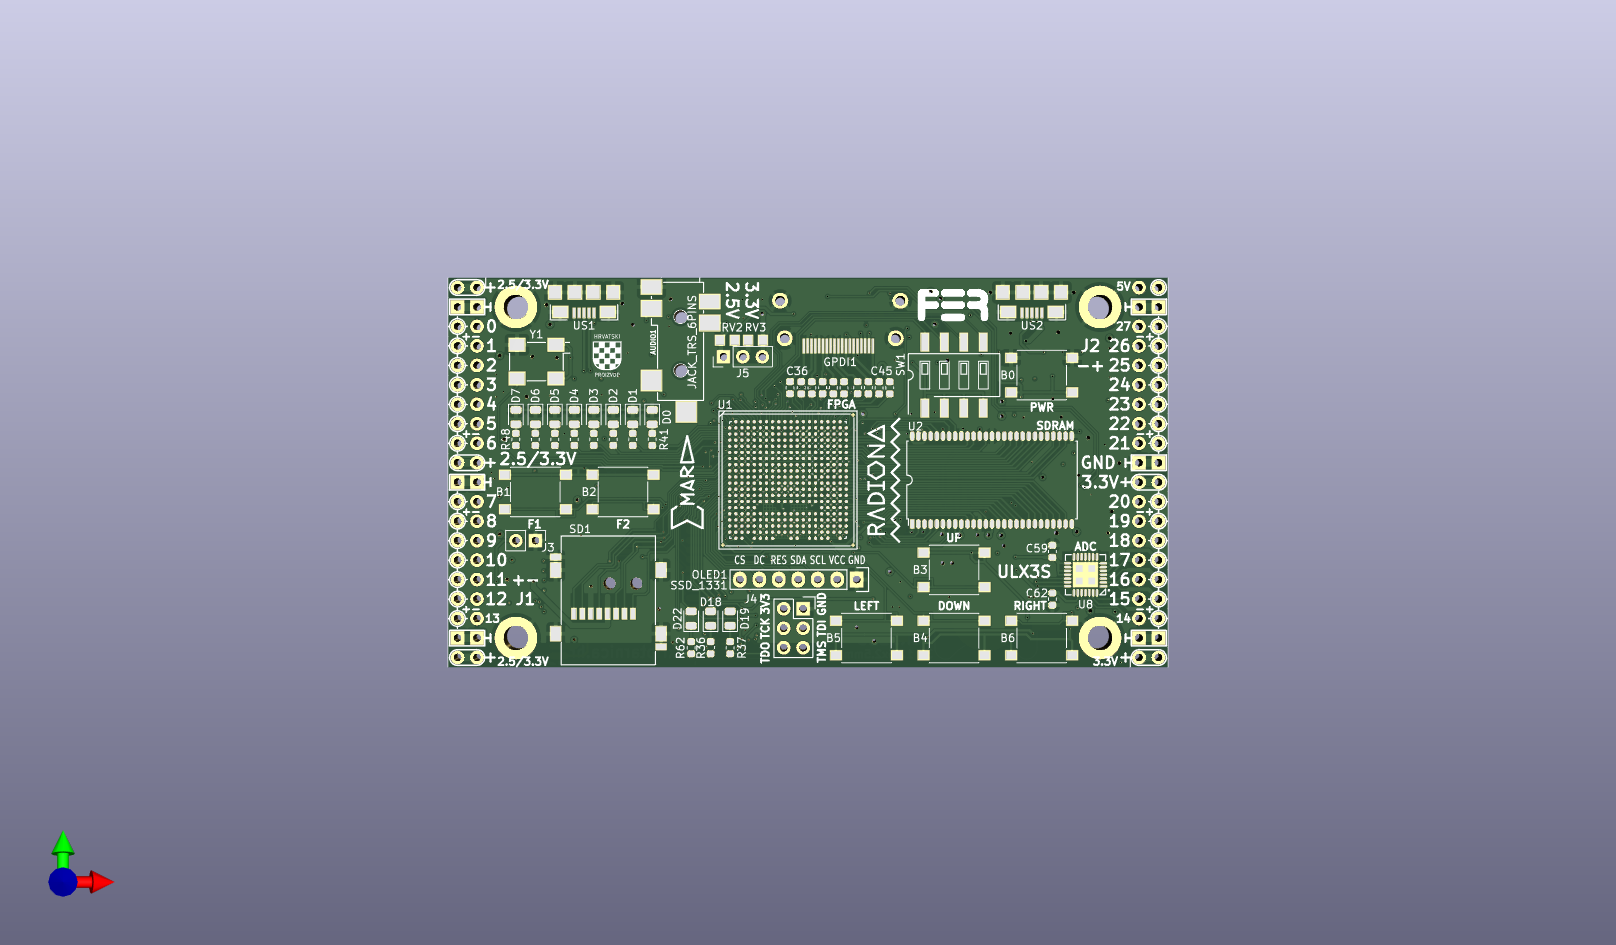 + 2.5/3.3V
2.5V
3.3V
FER
5V
US1
US2
0
27
Y1
HRVATSKI
PROIZVOD
AUDIO1
JACK_TRS_6PINS
RV2 RV3
J5
GPDI1
SW1
1
J2 26
2
-+ 25
B0
3
24
C36
C45
D7
D6
D5
D4
D3
D2
D1
D0
4
23
U1
FPGA
PWR
5
22
U2
SDRAM
R48
R41
6
21
+ 2.5/3.3V
GND
3.3V+
MAR
RADIONA
B1
B2
7
20
8
19
F1
F2
SD1
UF
9
J3
18
C59
ADC
10
17
CS DC RES SDA SCL VCC GND
OLED1
SSD_1331
B3
ULX3S
11 +-
16
12 J1
15
C62
U8
J4
D22
D18
D19
3V3
GND
LEFT
DOWN
RIGHT
13
14
TCK
TDI
R62
R36
R37
TDO
TMS
B5
B4
B6
+ 2.5/3.3V
3.3V +